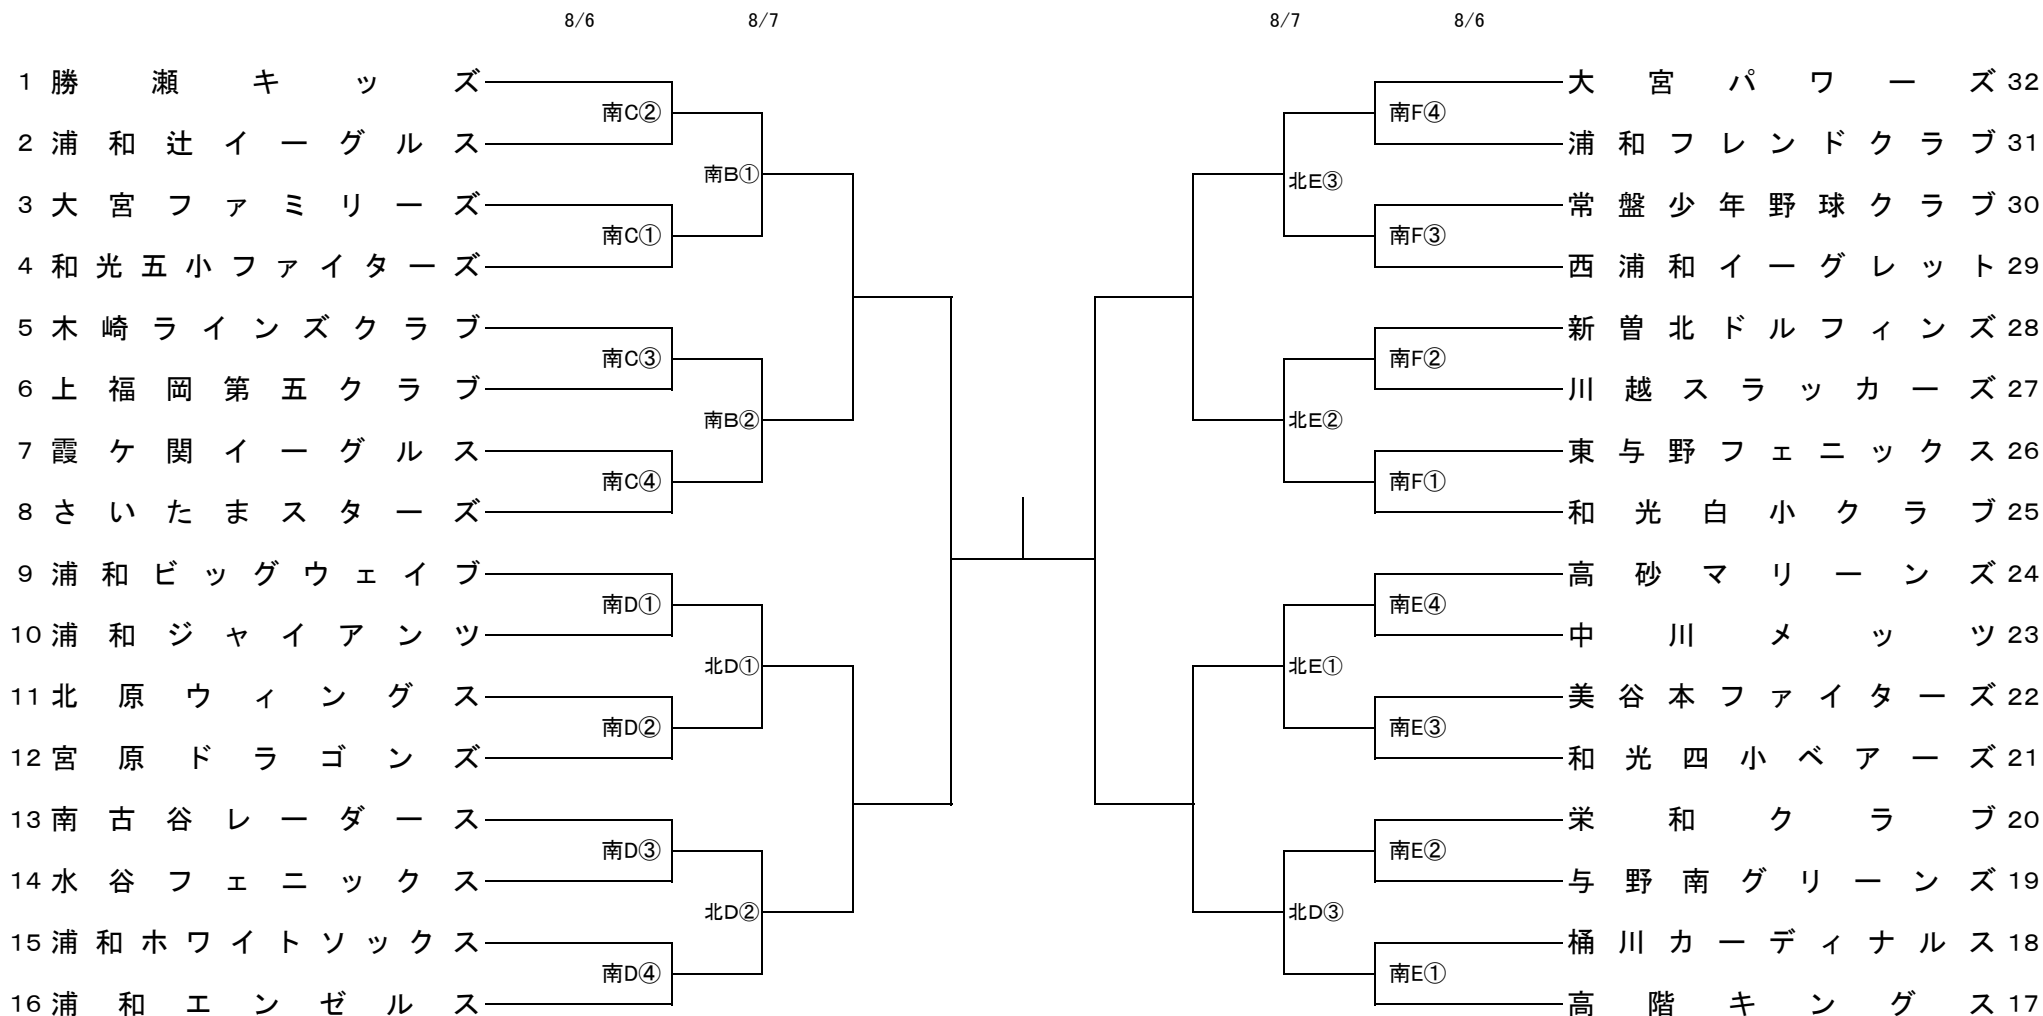 8/6 8/7 8/7 8/6
1 勝瀬キッズ 大宮パワーズ 32
南C② 南F④
2 浦和辻イーグルス 浦和フレンドクラブ 31
南B① 北E③
3 大宮ファミリーズ 常盤少年野球クラブ 30
南C① 南F③
4 和光五小ファイターズ 西浦和イーグレット 29
5 木崎ラインズクラブ 新曽北ドルフィンズ 28
南C③ 南F②
6 上福岡第五クラブ 川越スラッカーズ 27
南B② 北E②
7 霞ケ関イーグルス 東与野フェニックス 26
南C④ 南F①
8 さいたまスターズ 和光白小クラブ 25
9 浦和ビッグウェイブ 高砂マリーンズ 24
南D① 南E④
10 浦和ジャイアンツ 中川メッツ 23
北D① 北E①
11 北原ウィングス 美谷本ファイターズ 22
南D② 南E③
12 宮原ドラゴンズ 和光四小ベアーズ 21
13 南古谷レーダース 栄和クラブ 20
南D③ 南E②
14 水谷フェニックス 与野南グリーンズ 19
北D② 北D③
15 浦和ホワイトソックス 桶川カーディナルス 18
南D④ 南E①
16 浦和エンゼルス 高階キングス 17